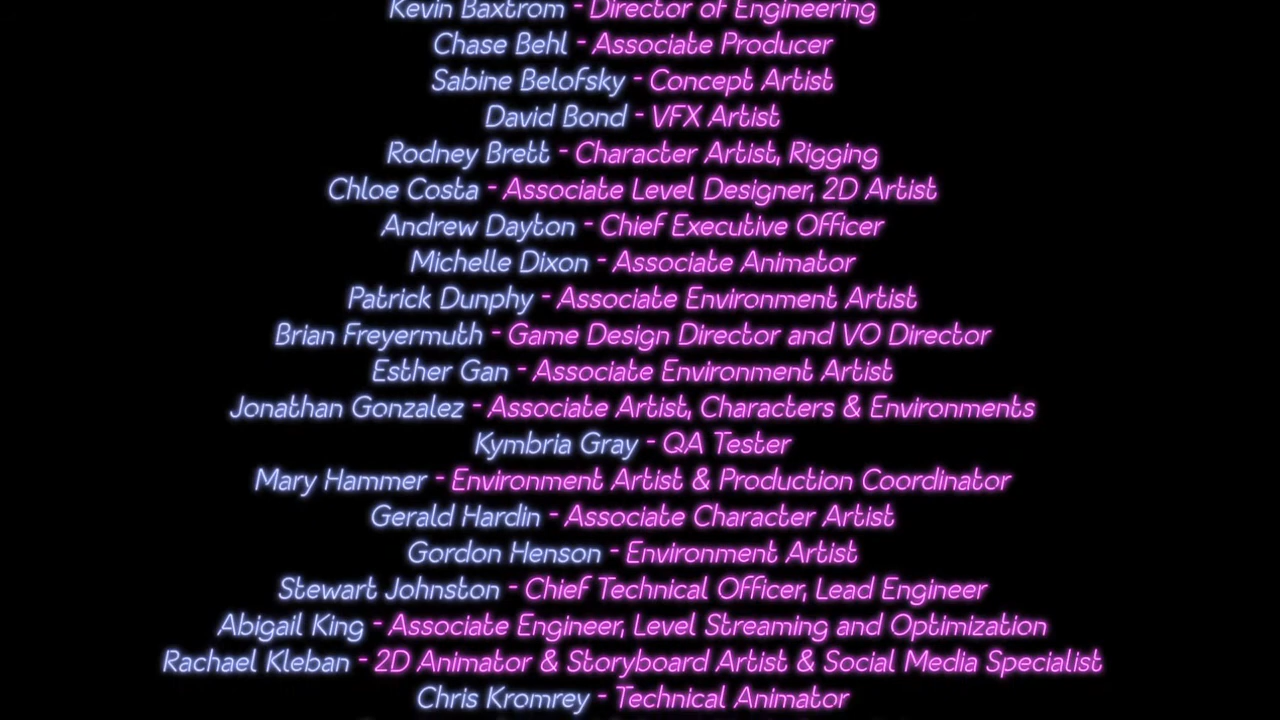 Kevin Baxtrom - Director of Engineering
Chase Behl - Associate Producer
Sabine Belofsky - Concept Artist
David Bond - VFX Artist
Rodney Brett - Character Artist, Rigging
Chloe Costa - Associate Level Designer, 2D Artist
Andrew Dayton - Chief Executive Officer
Michelle Dixon - Associate Animator
Patrick Dunphy - Associate Environment Artist
Brian Freyermuth - Game Design Director and VO Director
Esther Gan - Associate Environment Artist
Jonathan Gonzalez - Associate Artist, Characters & Environments
Kymbria Gray - QA Tester
Mary Hammer - Environment Artist & Production Coordinator
Gerald Hardin - Associate Character Artist
Gordon Henson - Environment Artist
Stewart Johnston - Chief Technical Officer, Lead Engineer
Abigail King - Associate Engineer, Level Streaming and Optimization
Rachael Kleban - 2D Animator & Storyboard Artist & Social Media Specialist
Chris Kromrey - Technical Animator